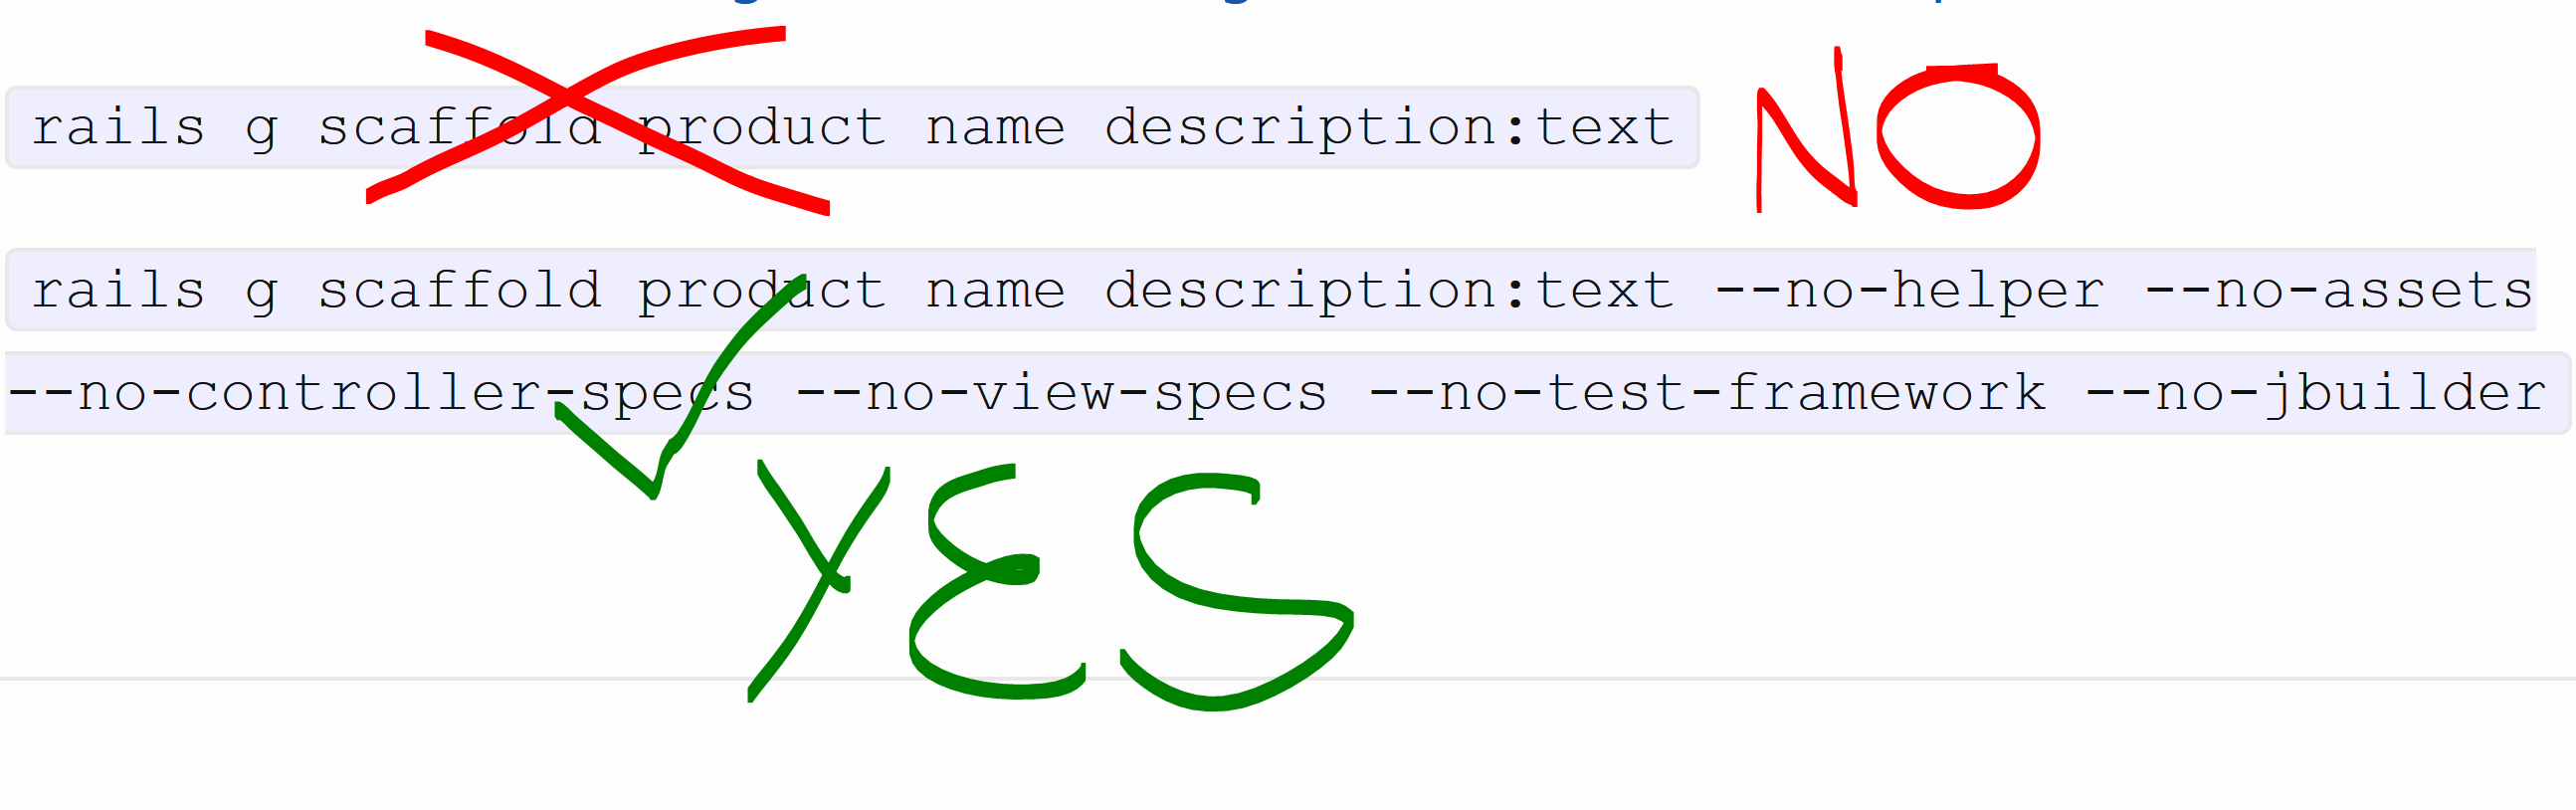 rails g scaffold product name description:text NO
rails g scaffold product name description:text --no-helper --no-assets
--no-controller-specs --no-view-specs --no-test-framework --no-jbuilder
YES